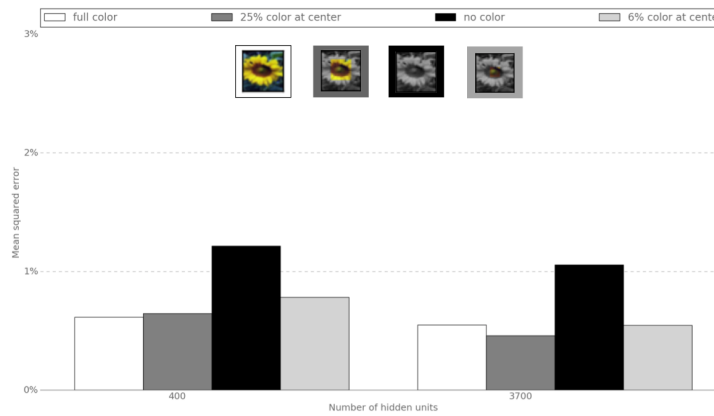 full color 25% color at center no color 6% color at cente
3%
2%
1%
0%
Mean squared error
400 3700
Number of hidden units